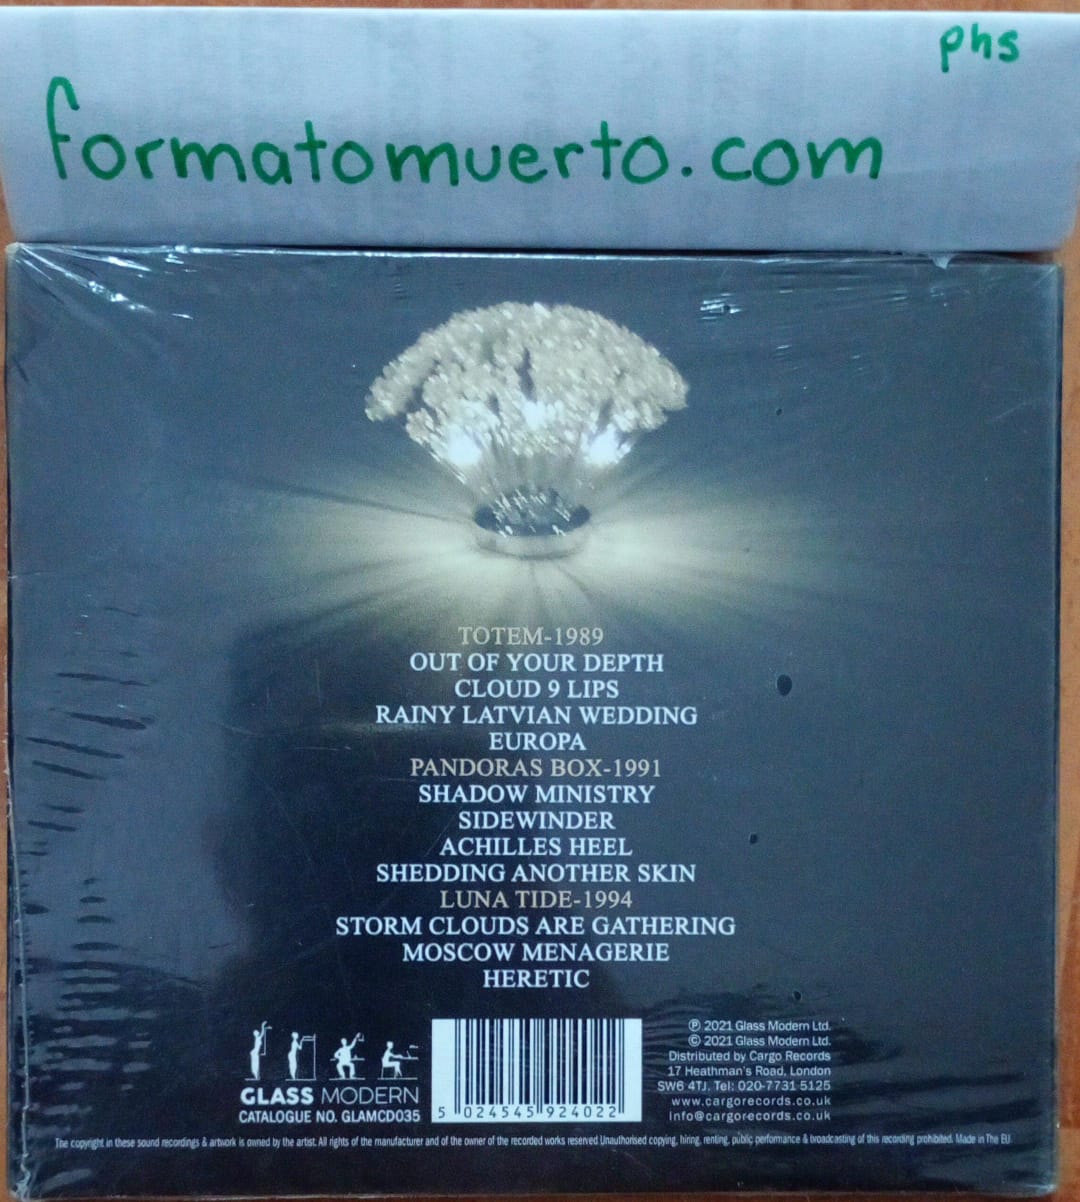 phs
formatomuerto.com
TOTEM-1989
OUT OF YOUR DEPTH
CLOUD 9 LIPS
RAINY LATVIAN WEDDING
EUROPA
PANDORAS BOX-1991
SHADOW MINISTRY
SIDEWINDER
ACHILLES HEEL
SHEDDING ANOTHER SKIN
LUNA TIDE-1994
STORM CLOUDS ARE GATHERING
MOSCOW MENAGERIE
HERETIC
GLASS MODERN
CATALOGUE NO. GLAMCD035
5 024545 924022
℗ 2021 Glass Modern Ltd.
© 2021 Glass Modern Ltd.
Distributed by Cargo Records
17 Heathman's Road, London
SW6 4TJ. Tel: 020-7731 5125
www.cargorecords.co.uk
info@cargorecords.co.uk
The copyright in these sound recordings & artwork is owned by the artist. All rights of the manufacturer and of the owner of the recorded works reserved Unauthorised copying, hiring, renting, public performance & broadcasting of this recording prohibited. Made in The EU